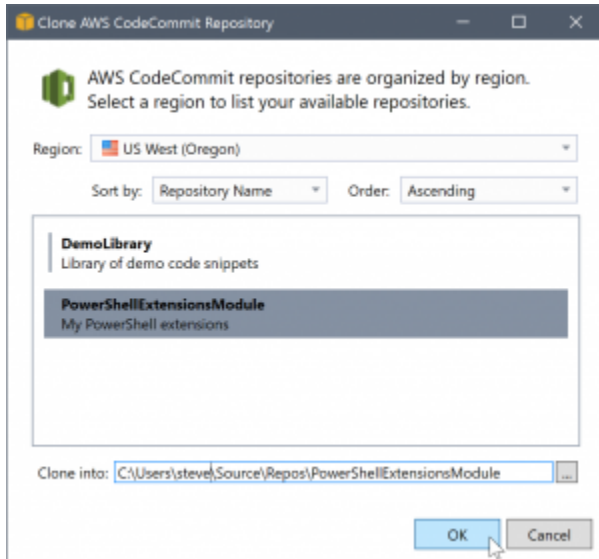 Clone AWS CodeCommit Repository
AWS CodeCommit repositories are organized by region.
Select a region to list your available repositories.
Region: US West (Oregon)
Sort by: Repository Name Order: Ascending
DemoLibrary
Library of demo code snippets
PowerShellExtensionsModule
My PowerShell extensions
Clone into: C:\Users\steve\Source\Repos\PowerShellExtensionsModule ...
OK Cancel